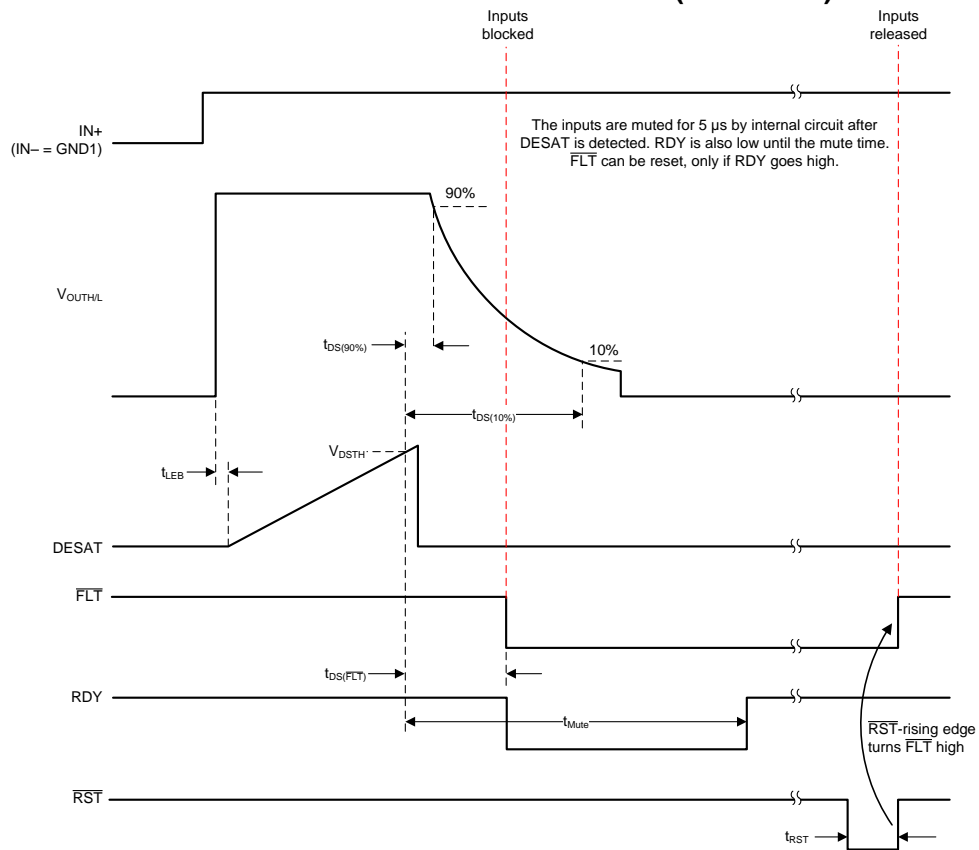 Inputs
blocked
Inputs
released
IN+
(IN– = GND1)
The inputs are muted for 5 µs by internal circuit after
DESAT is detected. RDY is also low until the mute time.
FLT can be reset, only if RDY goes high.
90%
VOUTH/L
tDS(90%)
10%
tDS(10%)
VDSTH
tLEB
DESAT
FLT
tDS(FLT)
RDY
tMute
RST-rising edge
turns FLT high
RST
tRST